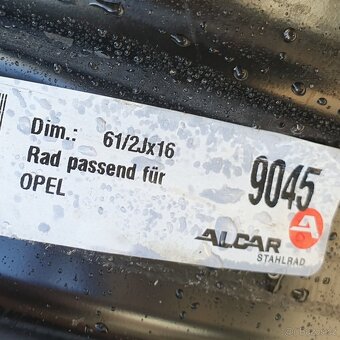 Dim.: 61/2Jx16
Rad passend für
OPEL
9045
ALCAR
STAHLRAD